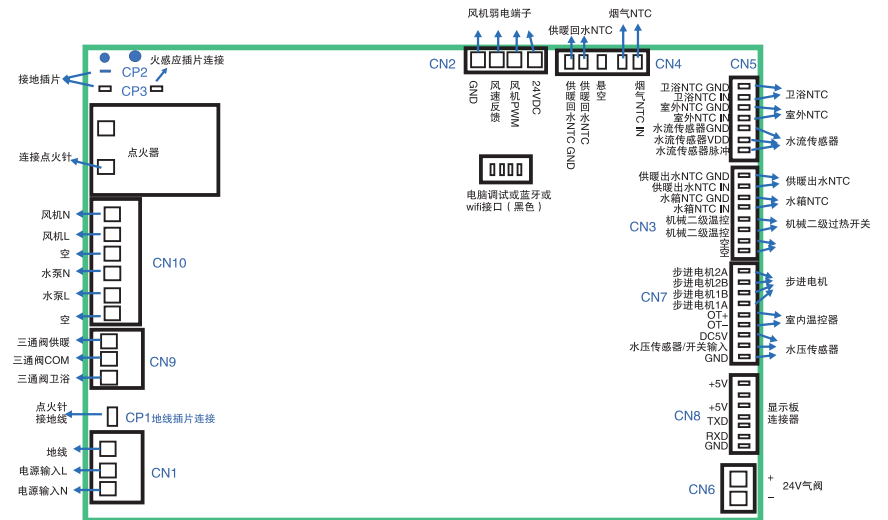 风机弱电端子
烟气NTC
供暖回水NTC
CN2
CN4
CN5
GND
风速反馈
风机PWM
24VDC
供暖回水NTC GND
供暖回水NTC
悬空
烟气NTC IN
火感应插片连接
接地插片
CP2
CP3
连接点火针
点火器
电脑调试或蓝牙或
wifi接口（黑色）
卫浴NTC GND
卫浴NTC IN
室外NTC GND
室外NTC IN
水流传感器GND
水流传感器VDD
水流传感器脉冲
卫浴NTC
室外NTC
水流传感器
供暖出水NTC GND
供暖出水NTC IN
水箱NTC GND
水箱NTC IN
机械二级温控
机械二级温控
空
空
CN3
供暖出水NTC
水箱NTC
机械二级过热开关
风机N
风机L
空
水泵N
水泵L
空
CN10
步进电机2A
步进电机2B
步进电机1B
步进电机1A
OT+
OT−
DC5V
水压传感器/开关输入
GND
CN7
步进电机
室内温控器
水压传感器
三通阀供暖
三通阀COM
三通阀卫浴
CN9
点火针
接地线
CP1地线插片连接
+5V
+5V
TXD
RXD
GND
CN8
显示板
连接器
地线
电源输入L
电源输入N
CN1
CN6
+
−
24V气阀